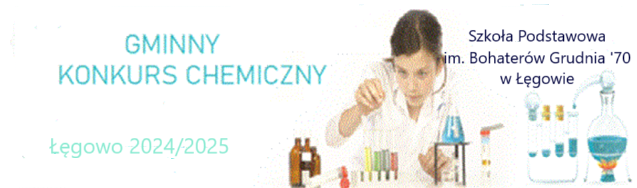 GMINNY
KONKURS CHEMICZNY
Łęgowo 2024/2025
Szkoła Podstawowa
im. Bohaterów Grudnia '70
w Łęgowie